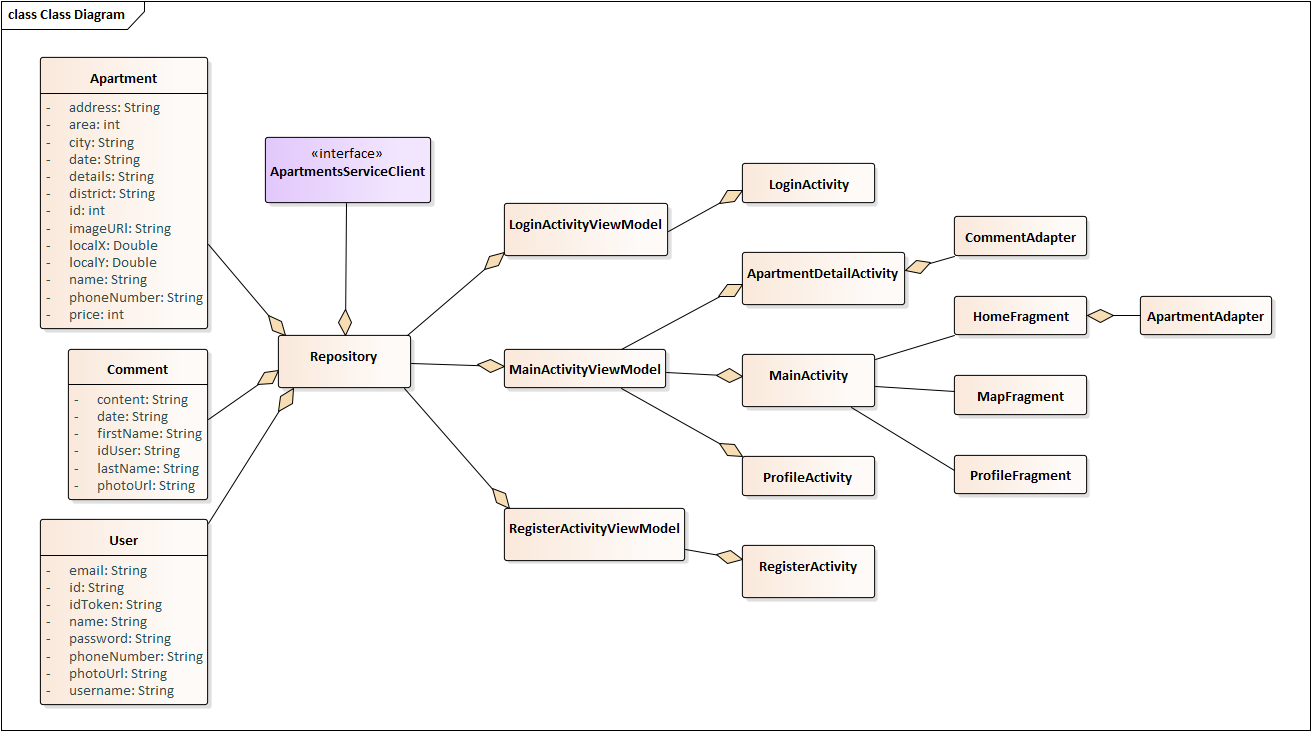 class Class Diagram
Apartment
- address: String
- area: int
- city: String
- date: String
- details: String
- district: String
- id: int
- imageURl: String
- localX: Double
- localY: Double
- name: String
- phoneNumber: String
- price: int
Comment
- content: String
- date: String
- firstName: String
- idUser: String
- lastName: String
- photoUrl: String
User
- email: String
- id: String
- idToken: String
- name: String
- password: String
- phoneNumber: String
- photoUrl: String
- username: String
«interface»
ApartmentsServiceClient
Repository
LoginActivityViewModel
MainActivityViewModel
RegisterActivityViewModel
LoginActivity
ApartmentDetailActivity
MainActivity
ProfileActivity
RegisterActivity
CommentAdapter
HomeFragment
MapFragment
ProfileFragment
ApartmentAdapter